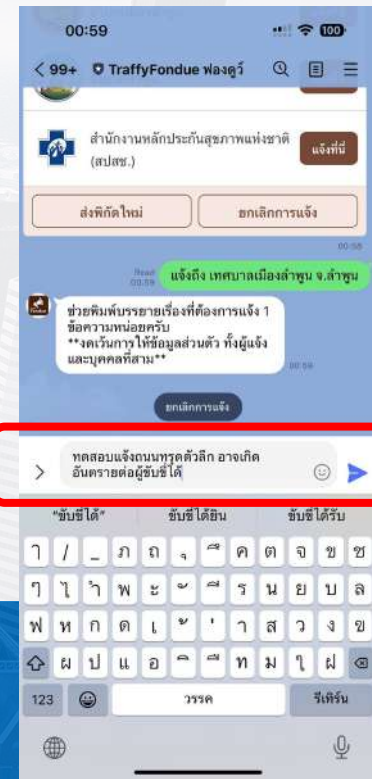 00:59
100
99+
TraffyFondue ฟองดูว์
สำนักงานหลักประกันสุขภาพแห่งชาติ
(สปสช.)
แจ้งที่นี่
ส่งพิกัดใหม่
ยกเลิกการแจ้ง
00:58
Read
00:59
แจ้งถึง เทศบาลเมืองลำพูน จ.ลำพูน
ช่วยพิมพ์บรรยายเรื่องที่ต้องการแจ้ง 1
ข้อความหน่อยครับ
**งดเว้นการให้ข้อมูลส่วนตัว ทั้งผู้แจ้ง
และบุคคลที่สาม**
00:59
ยกเลิกการแจ้ง
ทดสอบแจ้งถนนทรุดตัวลึก อาจเกิด
อันตรายต่อผู้ขับขี่ได้
"ขับขี่ได้"
ขับขี่ได้ยิน
ขับขี่ได้รับ
ๅ / _ ภ ถ ุ ึ ค ต จ ข ช
ๆ ไ ำ พ ะ ั ี ร น ย บ ล
ฟ ห ก ด เ ้ ่ า ส ว ง ฃ
ผ ป แ อ ิ ื ท ม ใ ฝ
123
วรรค
รีเทิร์น